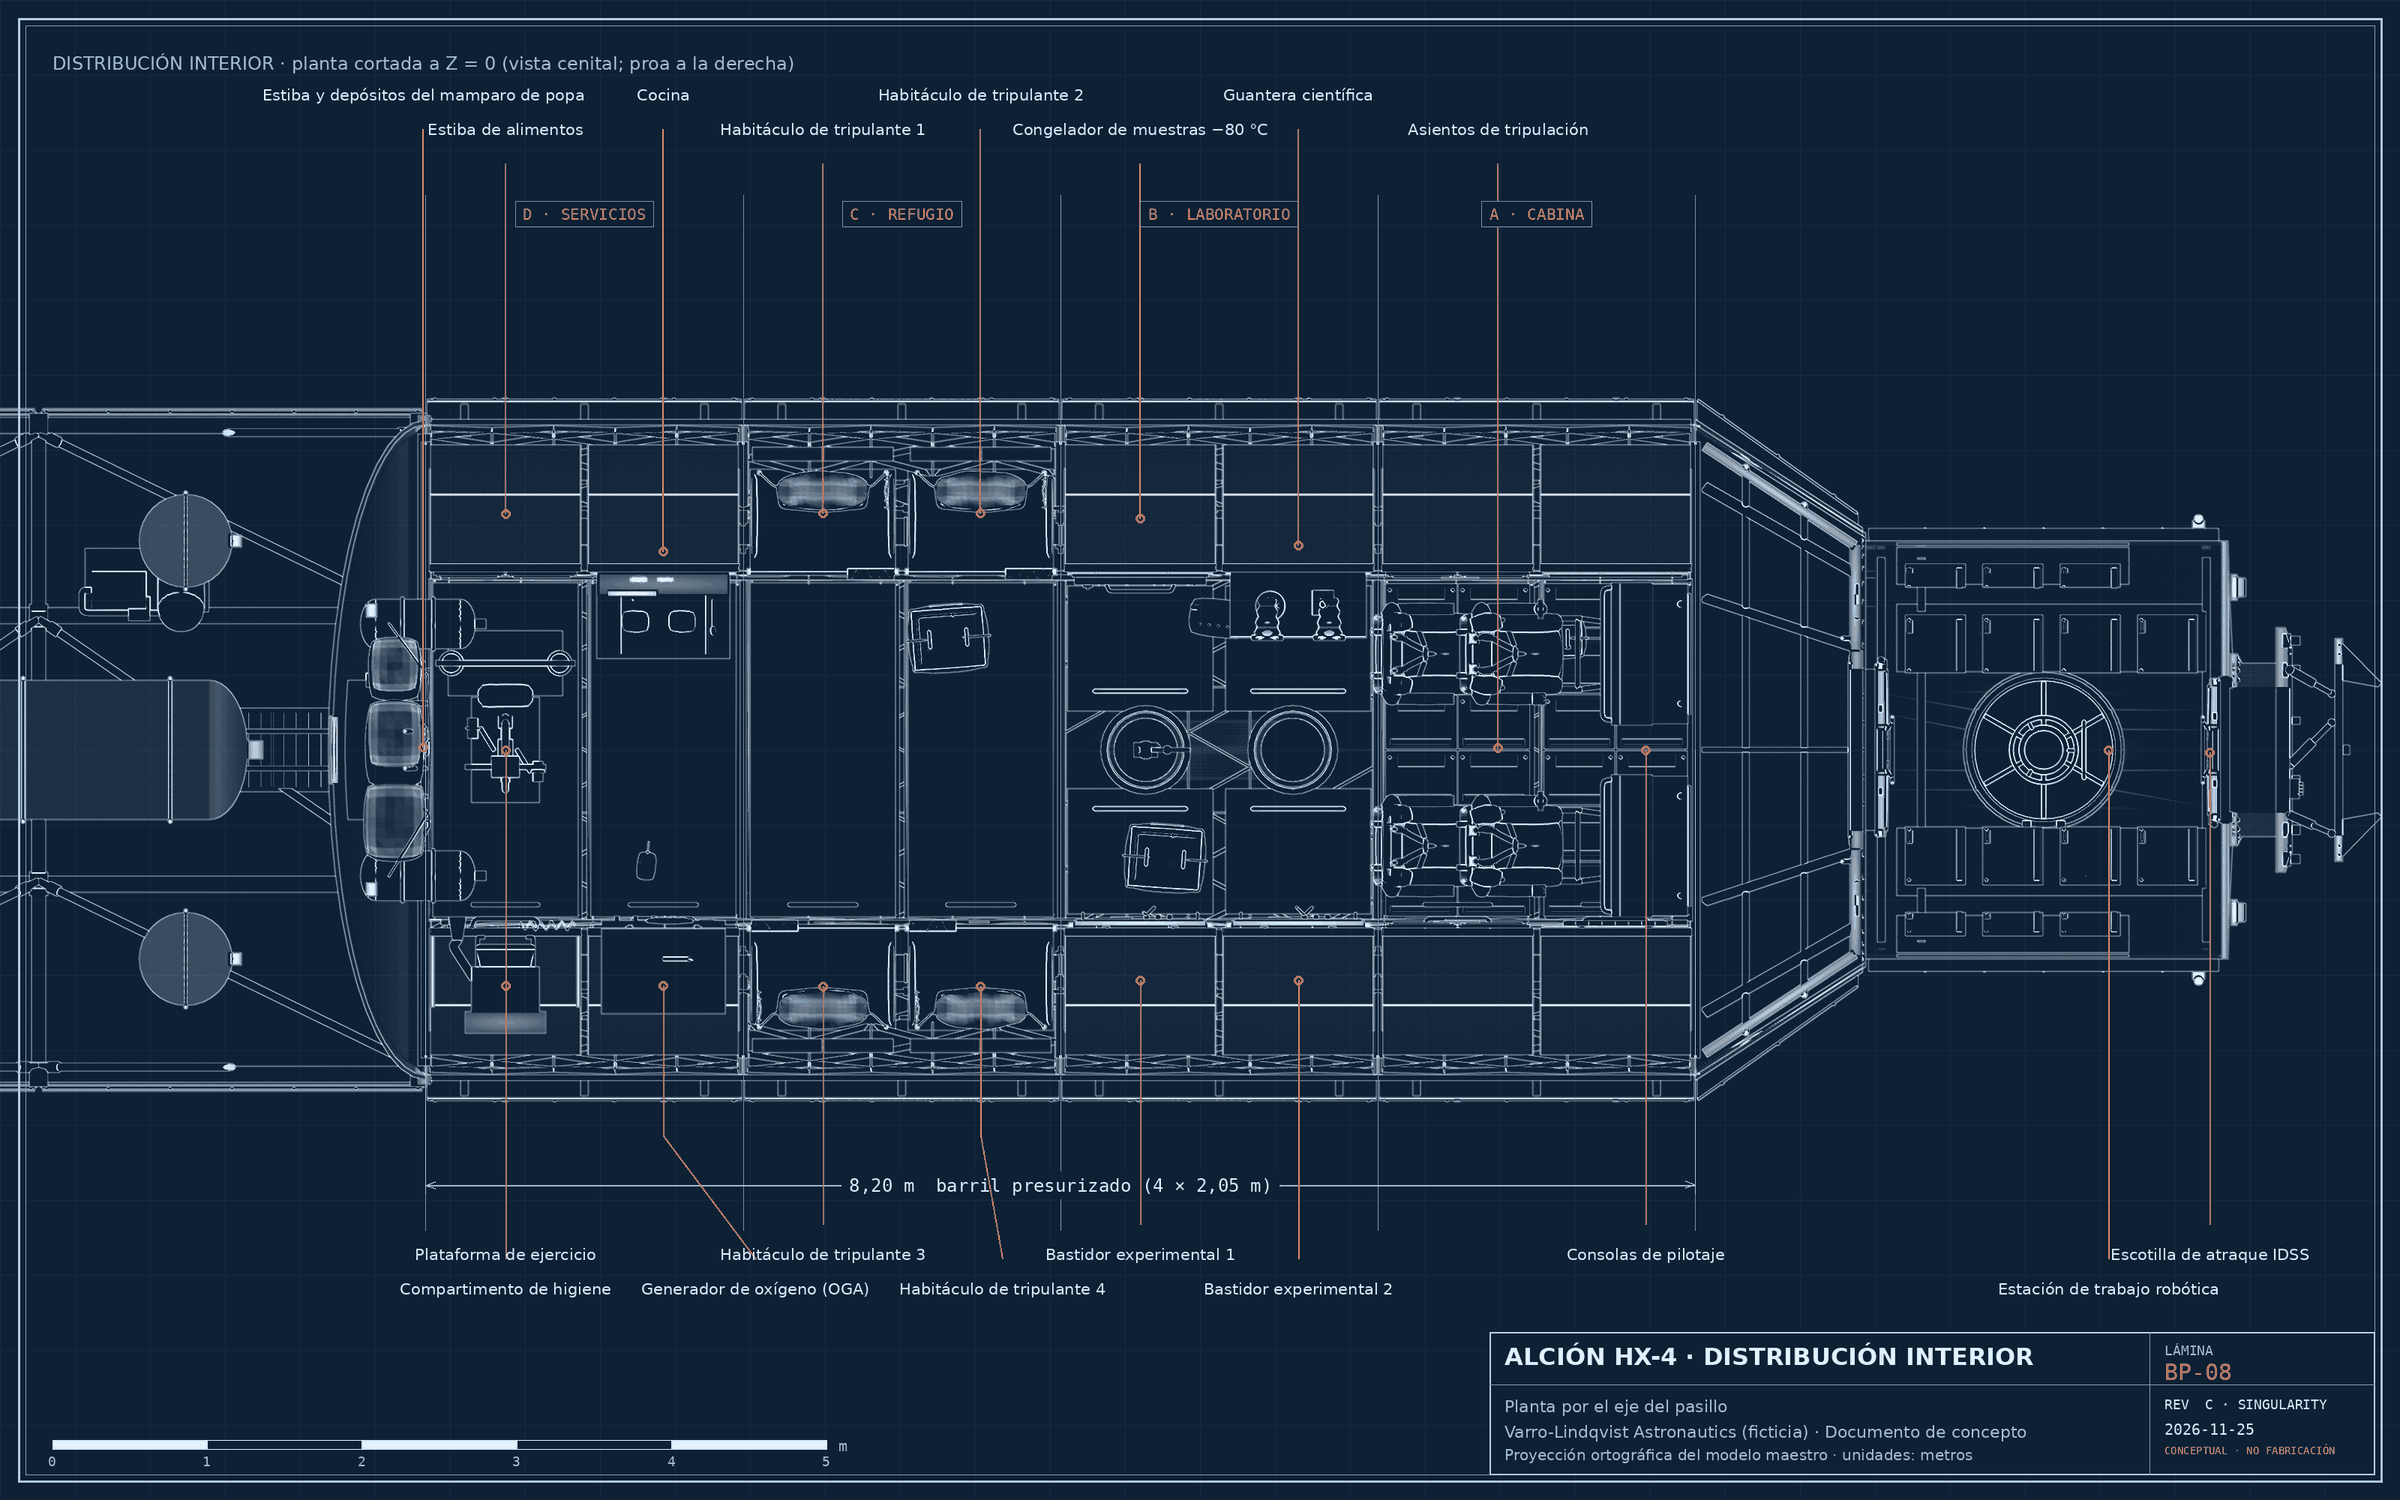 DISTRIBUCIÓN INTERIOR · planta cortada a Z = 0 (vista cenital; proa a la derecha)
Estiba y depósitos del mamparo de popa
Cocina
Habitáculo de tripulante 2
Guantera científica
Estiba de alimentos
Habitáculo de tripulante 1
Congelador de muestras −80 °C
Asientos de tripulación
D · SERVICIOS
C · REFUGIO
B · LABORATORIO
A · CABINA
8,20 m barril presurizado (4 × 2,05 m)
Plataforma de ejercicio
Habitáculo de tripulante 3
Bastidor experimental 1
Consolas de pilotaje
Escotilla de atraque IDSS
Compartimento de higiene
Generador de oxígeno (OGA)
Habitáculo de tripulante 4
Bastidor experimental 2
Estación de trabajo robótica
ALCIÓN HX-4 · DISTRIBUCIÓN INTERIOR
Planta por el eje del pasillo
Varro-Lindqvist Astronautics (ficticia) · Documento de concepto
Proyección ortográfica del modelo maestro · unidades: metros
LÁMINA
BP-08
REV C · SINGULARITY
2026-11-25
CONCEPTUAL · NO FABRICACIÓN
m
0 1 2 3 4 5